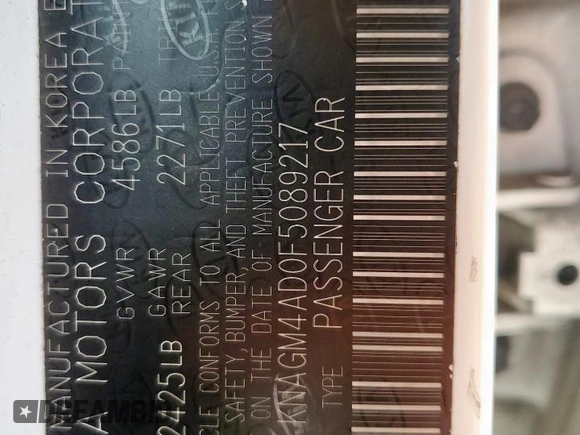 MANUFACTURED IN KOREA
A MOTORS CORPORAT
GVWR 4586LB
GAWR
2425LB REAR 2271LB
CLE CONFORMS TO ALL APPLICABLE U.S.
SAFETY, BUMPER, AND THEFT PREVENTION S
ON THE DATE OF MANUFACTURE SHOWN
KNAGM4AD0F5089217
TYPE PASSENGER CAR
KIA